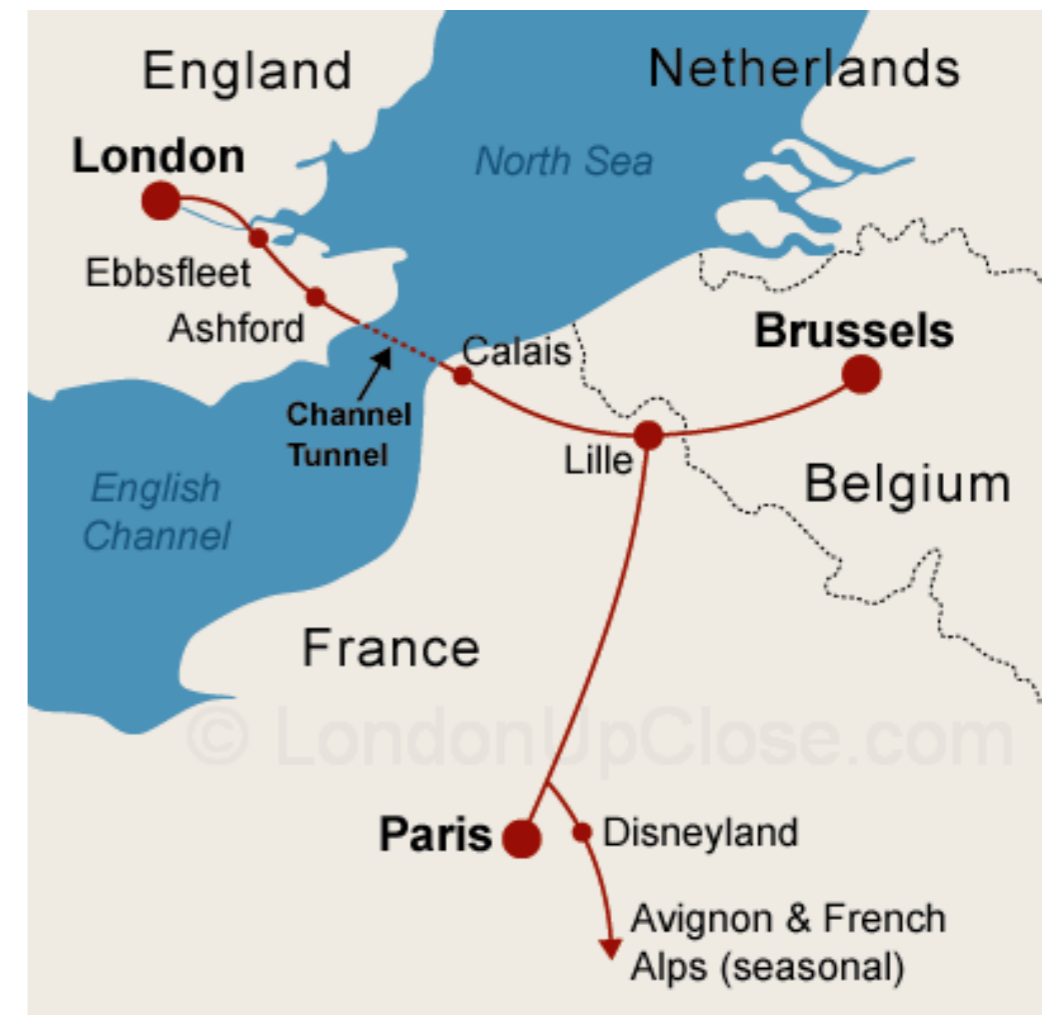 England
Netherlands
London
North Sea
Ebbsfleet
Ashford
Brussels
Calais
Channel
Tunnel
Lille
English
Channel
Belgium
France
© LondonUpClose.com
Paris
Disneyland
Avignon & French
Alps (seasonal)